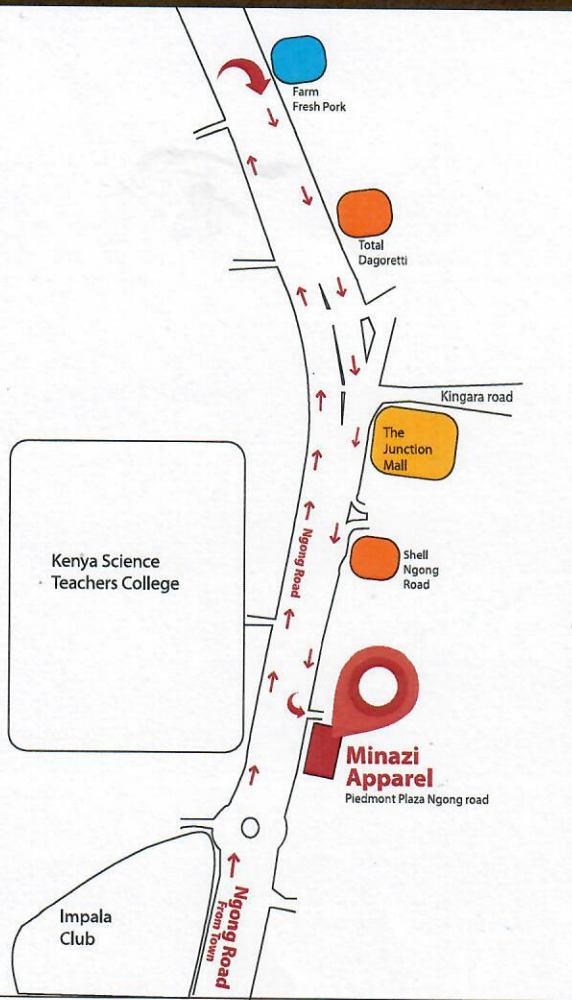 Farm
Fresh Pork
Total
Dagoretti
Kingara road
The
Junction
Mall
Ngong Road
Shell
Ngong
Road
Kenya Science
Teachers College
Minazi
Apparel
Piedmont Plaza Ngong road
Impala
Club
Ngong Road
From Town